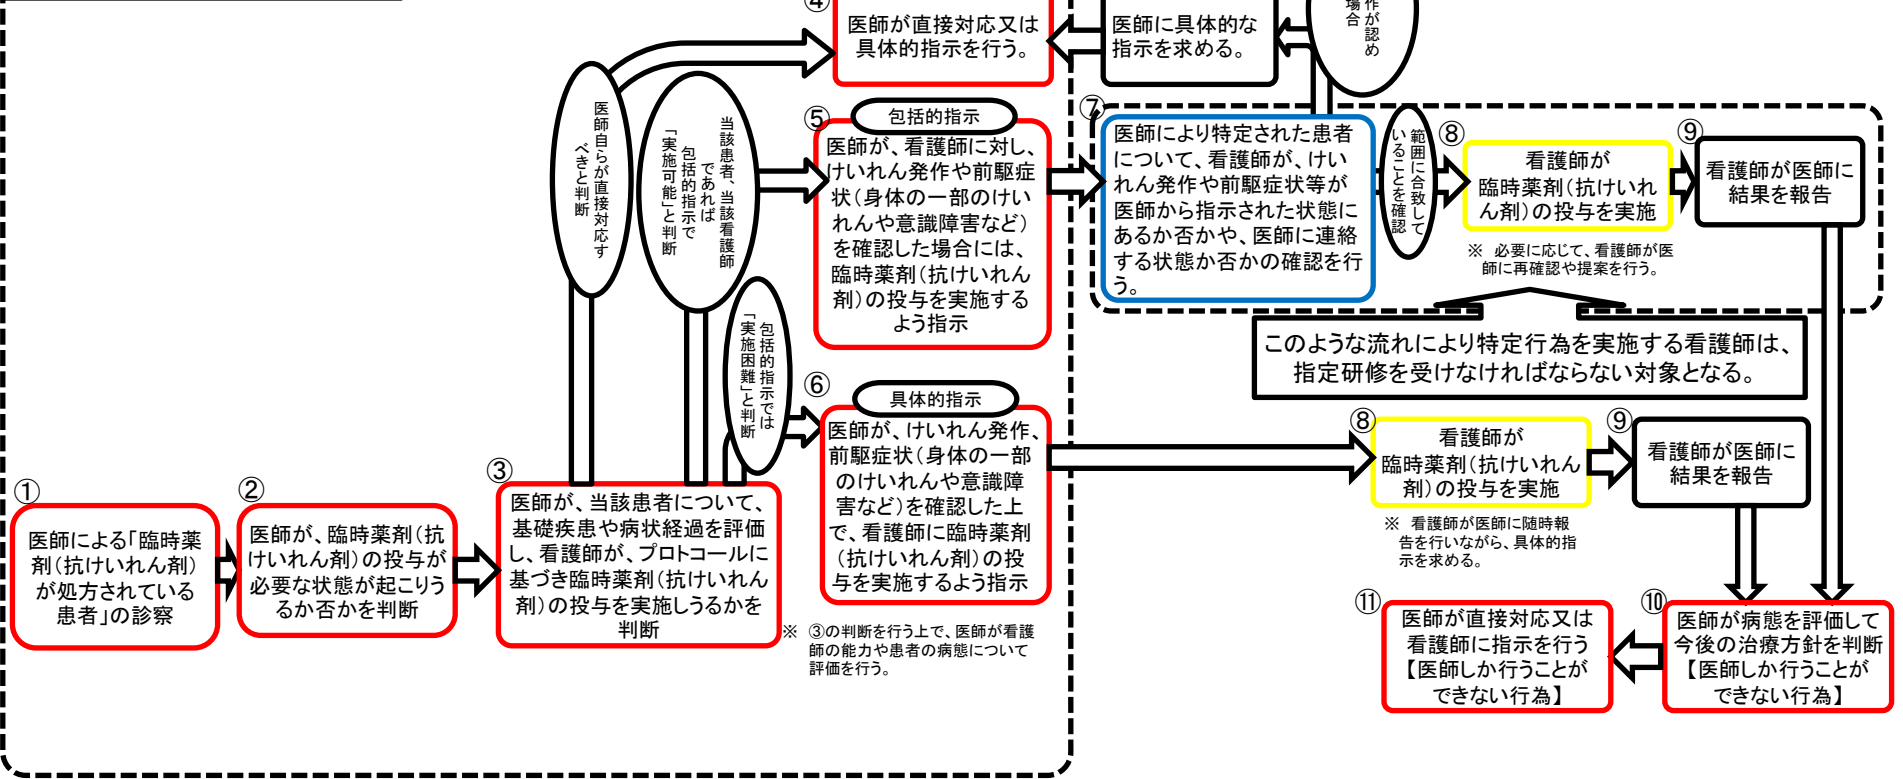 ④
医師が直接対応又は
具体的指示を行う。
医師に具体的な
指示を求める。
作が認め
場合
医師自らが直接対応す
べきと判断
当該患者、当該看護師
であれば
包括的指示で
「実施可能」と判断
包括的指示では
「実施困難」と判断
⑤
包括的指示
医師が、看護師に対し、
けいれん発作や前駆症
状（身体の一部のけい
れんや意識障害など）
を確認した場合には、
臨時薬剤（抗けいれん
剤）の投与を実施する
よう指示
⑦
医師により特定された患者
について、看護師が、けい
れん発作や前駆症状等が
医師から指示された状態に
あるか否かや、医師に連絡
する状態か否かの確認を行
う。
範囲に合致して
いることを確認
⑧
看護師が
臨時薬剤（抗けいれ
ん剤）の投与を実施
※ 必要に応じて、看護師が医
師に再確認や提案を行う。
⑨
看護師が医師に
結果を報告
このような流れにより特定行為を実施する看護師は、
指定研修を受けなければならない対象となる。
⑥
具体的指示
医師が、けいれん発作、
前駆症状（身体の一部
のけいれんや意識障
害など）を確認した上
で、看護師に臨時薬剤
（抗けいれん剤）の投
与を実施するよう指示
⑧
看護師が
臨時薬剤（抗けいれん
剤）の投与を実施
※ 看護師が医師に随時報
告を行いながら、具体的指
示を求める。
⑨
看護師が医師に
結果を報告
①
医師による「臨時薬
剤（抗けいれん剤）
が処方されている
患者」の診察
②
医師が、臨時薬剤（抗
けいれん剤）の投与が
必要な状態が起こりう
るか否かを判断
③
医師が、当該患者について、
基礎疾患や病状経過を評価
し、看護師が、プロトコールに
基づき臨時薬剤（抗けいれん
剤）の投与を実施しうるかを
判断
※ ③の判断を行う上で、医師が看護
師の能力や患者の病態について
評価を行う。
⑪
医師が直接対応又は
看護師に指示を行う
【医師しか行うことが
できない行為】
⑩
医師が病態を評価して
今後の治療方針を判断
【医師しか行うことが
できない行為】